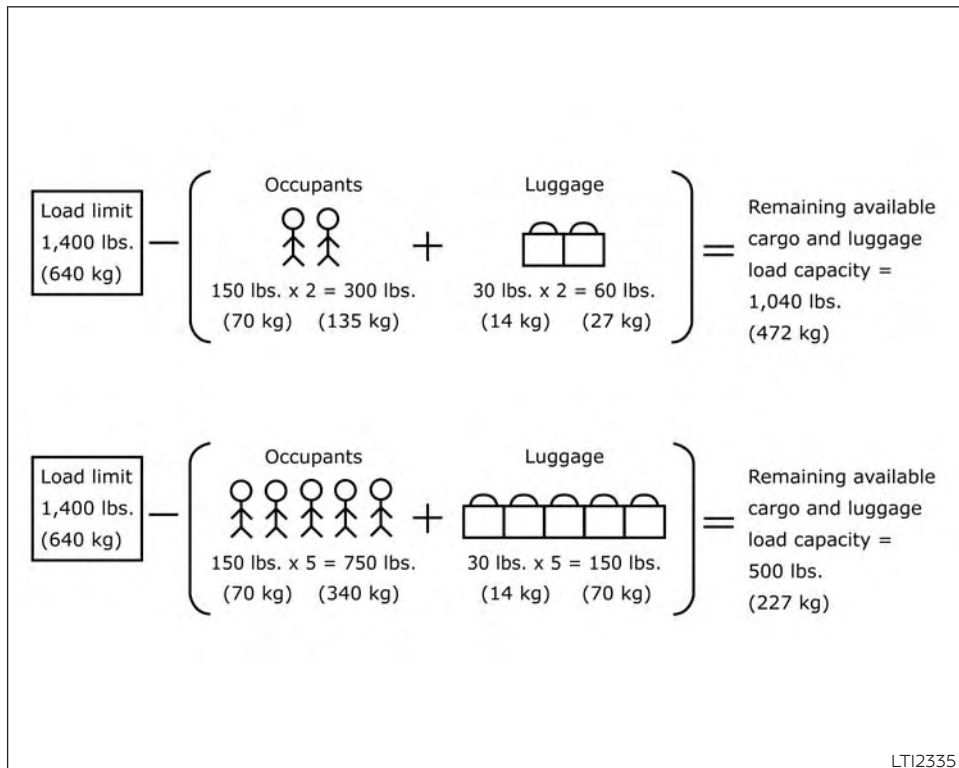 Load limit
1,400 lbs.
(640 kg)
—
Occupants
150 lbs. x 2 = 300 lbs.
(70 kg) (135 kg)
+
Luggage
30 lbs. x 2 = 60 lbs.
(14 kg) (27 kg)
=
Remaining available
cargo and luggage
load capacity =
1,040 lbs.
(472 kg)
Load limit
1,400 lbs.
(640 kg)
—
Occupants
150 lbs. x 5 = 750 lbs.
(70 kg) (340 kg)
+
Luggage
30 lbs. x 5 = 150 lbs.
(14 kg) (70 kg)
=
Remaining available
cargo and luggage
load capacity =
500 lbs.
(227 kg)
LTI2335